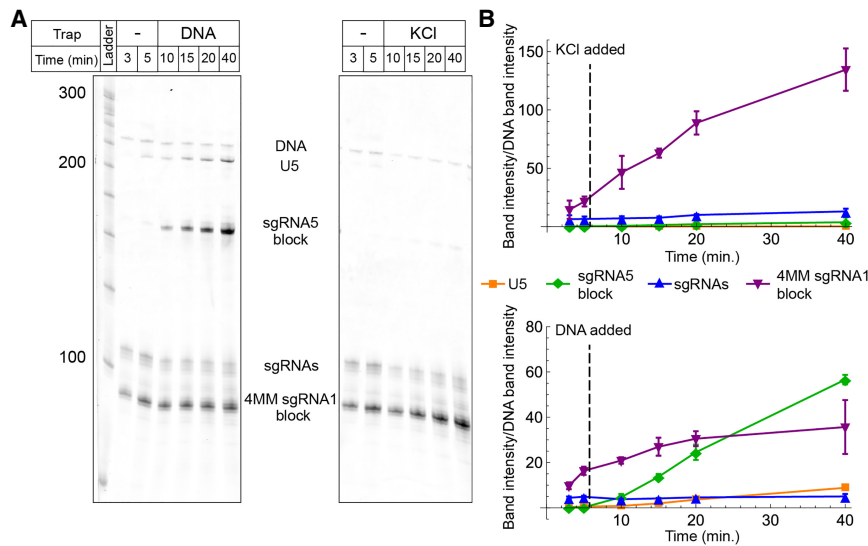 A
Trap
Time (min)
Ladder
-
DNA
3 5 10 15 20 40
-
KCl
3 5 10 15 20 40
300
200
100
DNA
U5
sgRNA5
block
sgRNAs
4MM sgRNA1
block
B
Band intensity/DNA band intensity
150
100
50
KCl added
10 20 30 40
Time (min.)
U5
sgRNA5
block
sgRNAs
4MM sgRNA1
block
Band intensity/DNA band intensity
80
60
40
20
DNA added
10 20 30 40
Time (min.)